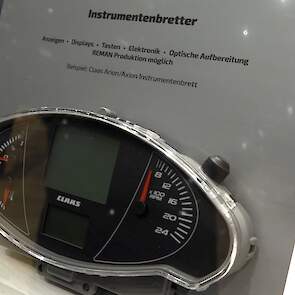 Instrumentenbretter
Anzeigen • Displays • Tasten • Elektronik • Optische Aufbereitung
REMAN Produktion möglich
Beispiel: Claas Arion/Axion Instrumentenbrett
CLAAS
8
12
x100
RPM
16
20
24